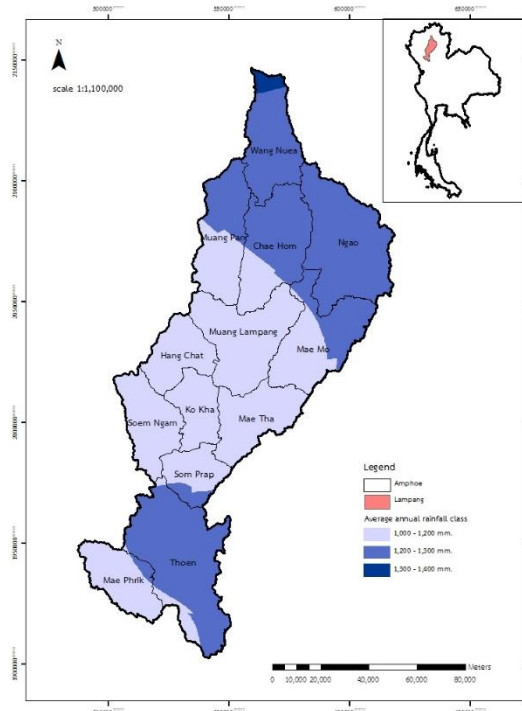 N
scale 1:1,100,000
Wang Nuea
Muang Pan
Chae Hom
Ngao
Muang Lampang
Mae Mo
Hang Chat
Ko Kha
Soem Ngam
Mae Tha
Som Prap
Thoen
Mae Phrik
Legend
Amphoe
Lampang
Average annual rainfall class
1,000 - 1,200 mm.
1,200 - 1,300 mm.
1,300 - 1,400 mm.
Meters
0 10,000 20,000 40,000 60,000 80,000